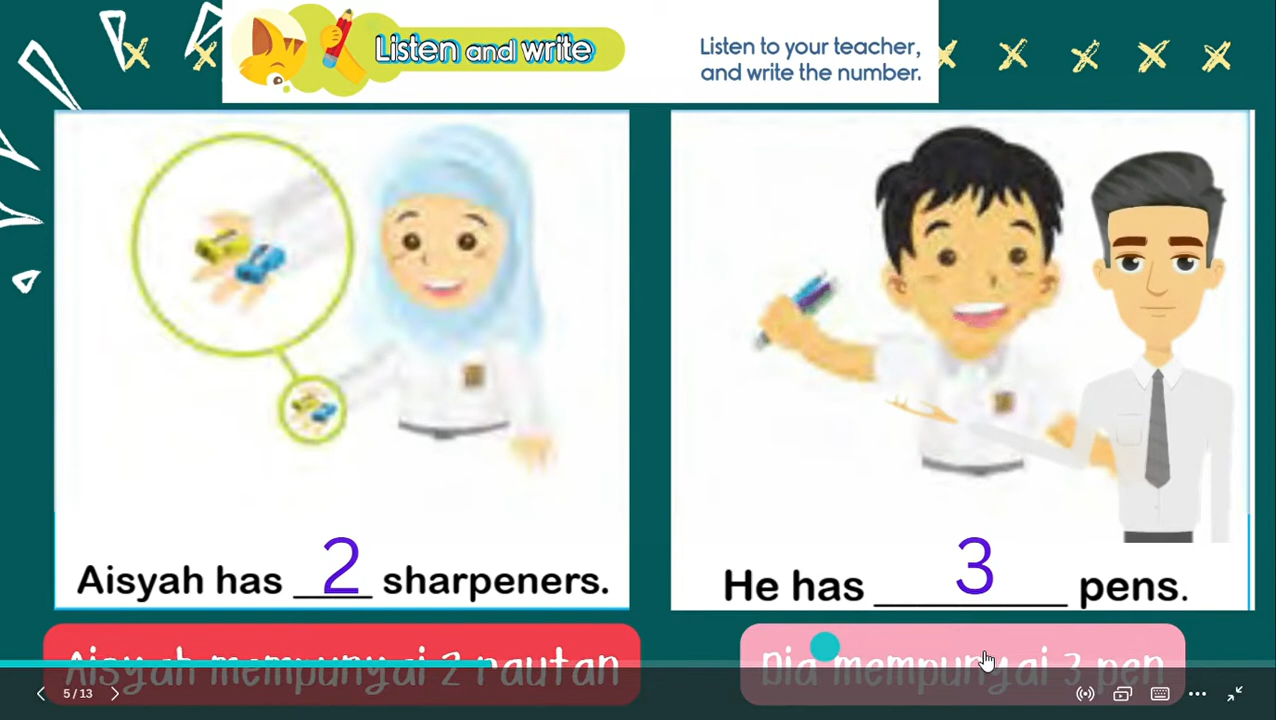 Listen and write
Listen to your teacher,
and write the number.
Aisyah has 2 sharpeners.
He has 3 pens.
Aisyah mempunyai 2 rautan
Dia mempunyai 3 pen
5 / 13